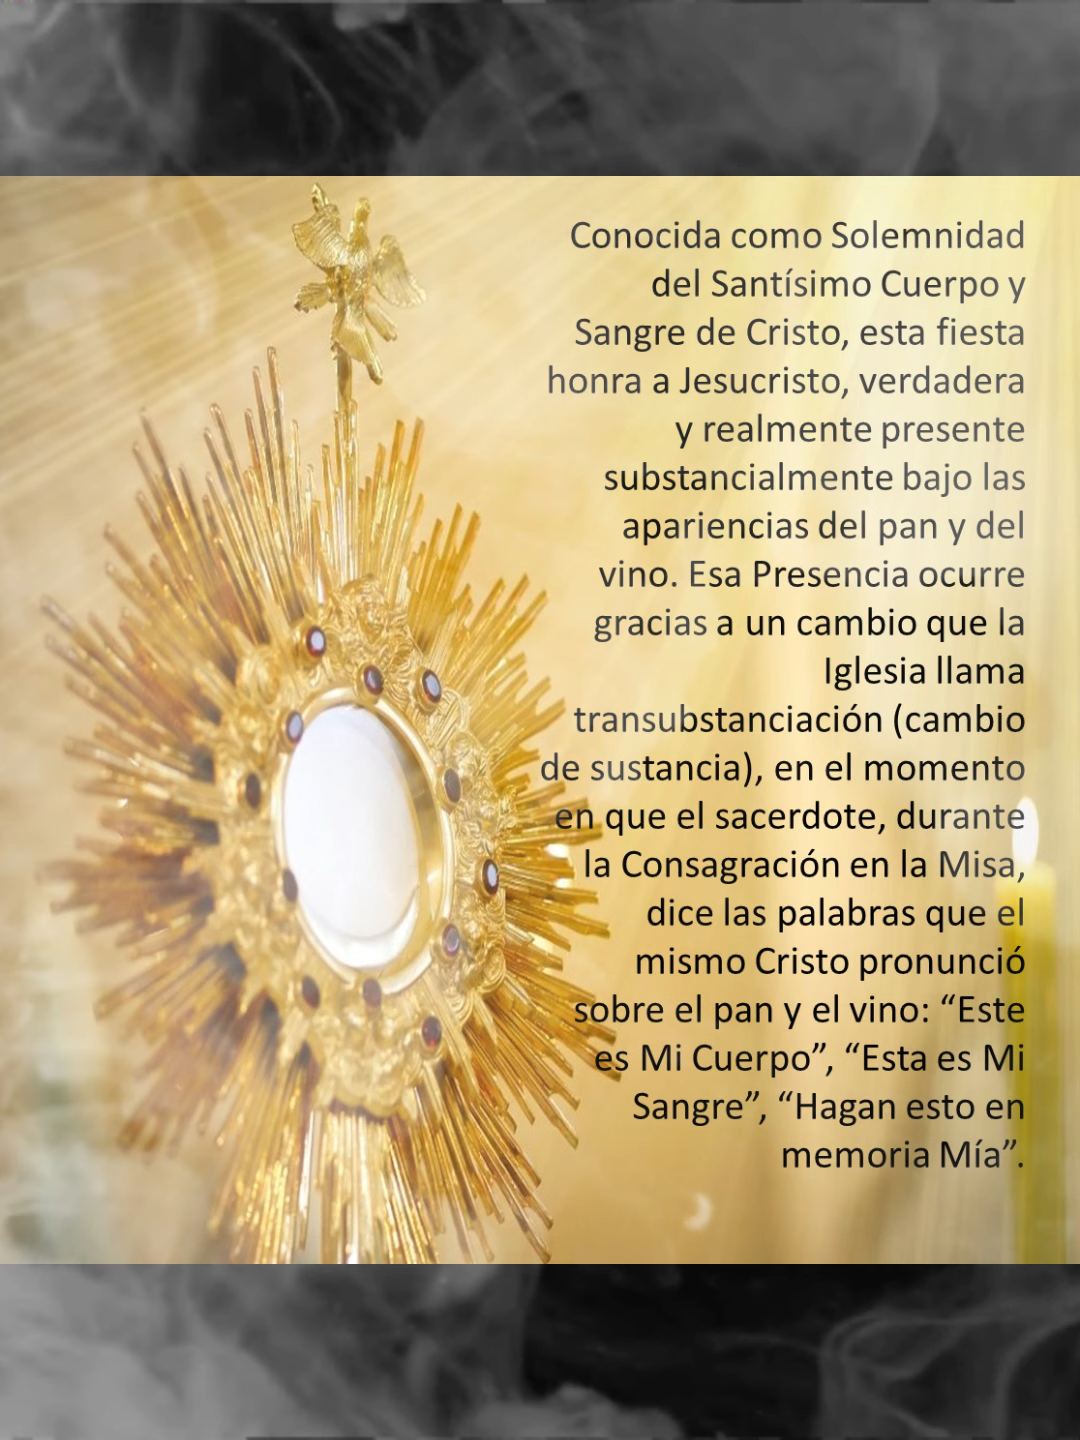 Conocida como Solemnidad
del Santísimo Cuerpo y
Sangre de Cristo, esta fiesta
honra a Jesucristo, verdadera
y realmente presente
substancialmente bajo las
apariencias del pan y del
vino. Esa Presencia ocurre
gracias a un cambio que la
Iglesia llama
transubstanciación (cambio
de sustancia), en el momento
en que el sacerdote, durante
la Consagración en la Misa,
dice las palabras que el
mismo Cristo pronunció
sobre el pan y el vino: “Este
es Mi Cuerpo”, “Esta es Mi
Sangre”, “Hagan esto en
memoria Mía”.